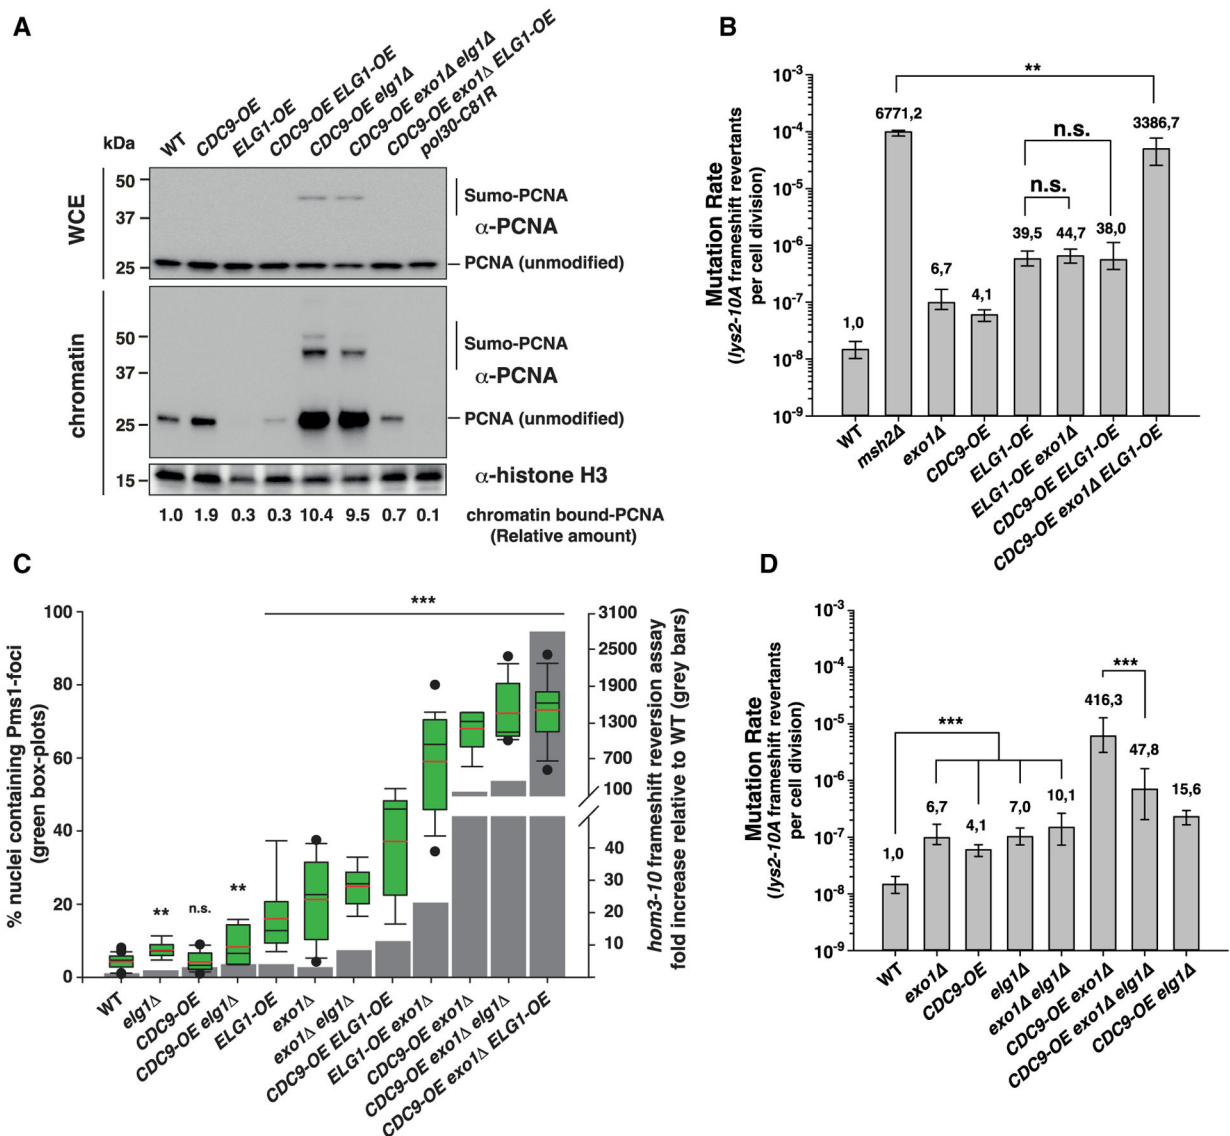 A
WT
CDC9-OE
ELG1-OE
CDC9-OE ELG1-OE
CDC9-OE elg1Δ
CDC9-OE exo1Δ elg1Δ
CDC9-OE exo1Δ ELG1-OE
pol30-C81R
kDa
WCE
50
37
25
Sumo-PCNA
α-PCNA
PCNA (unmodified)
chromatin
50
37
25
15
Sumo-PCNA
α-PCNA
PCNA (unmodified)
α-histone H3
1.0 1.9 0.3 0.3 10.4 9.5 0.7 0.1
chromatin bound-PCNA
(Relative amount)
B
Mutation Rate
(lys2-10A frameshift revertants
per cell division)
10-3
10-4
10-5
10-6
10-7
10-8
10-9
**
n.s.
n.s.
1,0
6771,2
6,7
4,1
39,5
44,7
38,0
3386,7
WT
msh2Δ
exo1Δ
CDC9-OE
ELG1-OE
ELG1-OE exo1Δ
CDC9-OE ELG1-OE
CDC9-OE exo1Δ ELG1-OE
C
% nuclei containing Pms1-foci
(green box-plots)
100
80
60
40
20
0
**
n.s.
**
***
3100
2500
1900
1300
700
100
40
30
20
10
hom3-10 frameshift reversion assay
fold increase relative to WT (grey bars)
WT
elg1Δ
CDC9-OE
CDC9-OE elg1Δ
ELG1-OE
exo1Δ
exo1Δ elg1Δ
CDC9-OE ELG1-OE
ELG1-OE exo1Δ
CDC9-OE exo1Δ
CDC9-OE exo1Δ elg1Δ
CDC9-OE exo1Δ ELG1-OE
D
Mutation Rate
(lys2-10A frameshift revertants
per cell division)
10-3
10-4
10-5
10-6
10-7
10-8
10-9
***
***
1,0
6,7
4,1
7,0
10,1
416,3
47,8
15,6
WT
exo1Δ
CDC9-OE
elg1Δ
exo1Δ elg1Δ
CDC9-OE exo1Δ
CDC9-OE exo1Δ elg1Δ
CDC9-OE elg1Δ